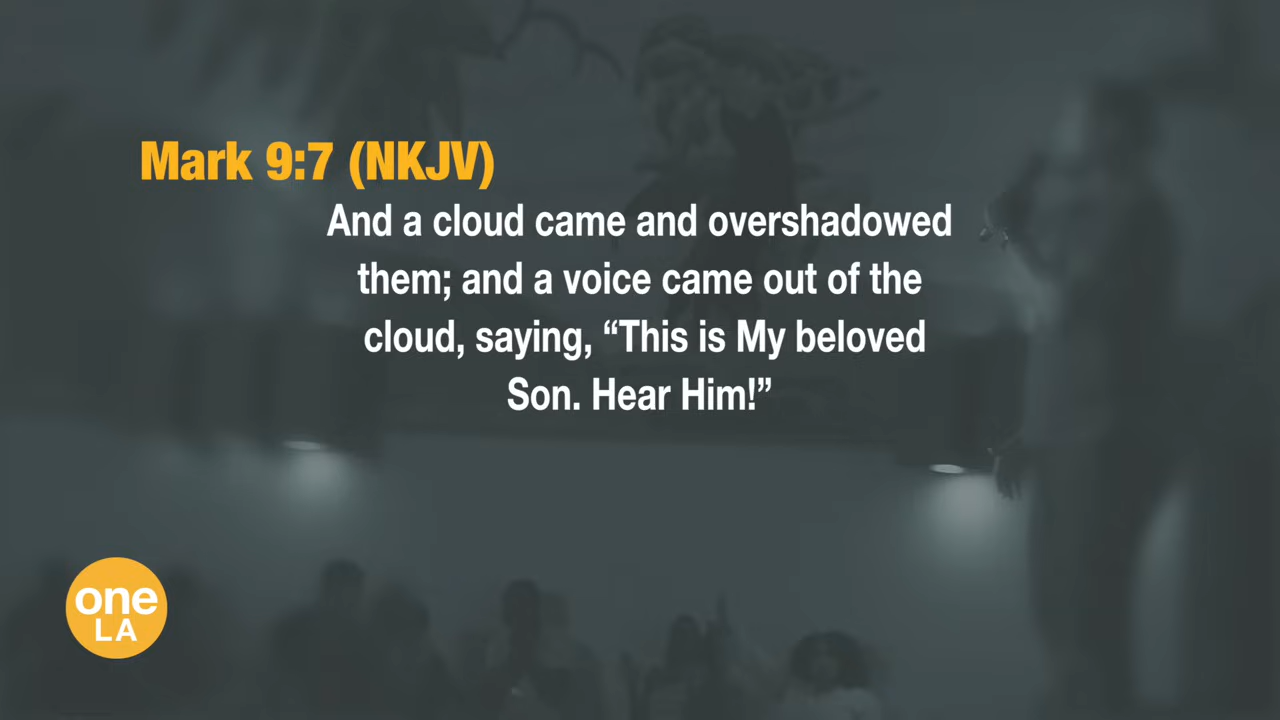 Mark 9:7 (NKJV)
And a cloud came and overshadowed
them; and a voice came out of the
cloud, saying, “This is My beloved
Son. Hear Him!”
one
LA